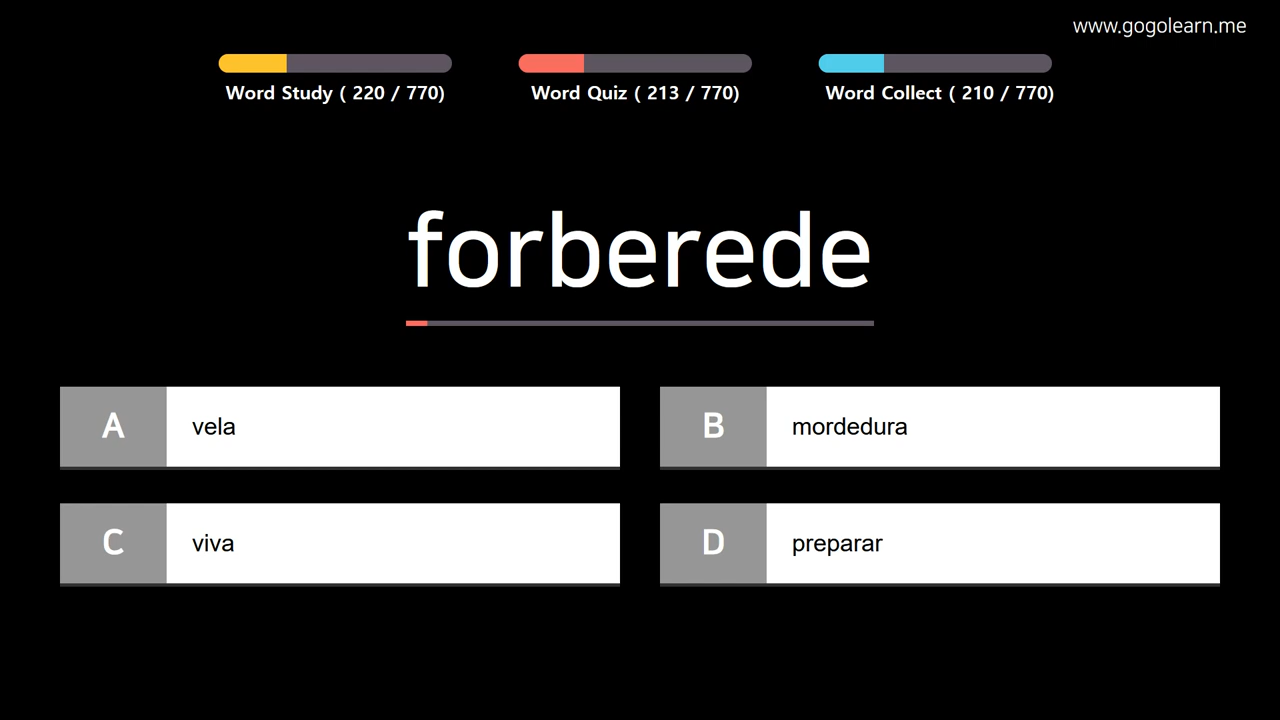 www.gogolearn.me
Word Study ( 220 / 770)
Word Quiz ( 213 / 770)
Word Collect ( 210 / 770)
forberede
A vela
B mordedura
C viva
D preparar